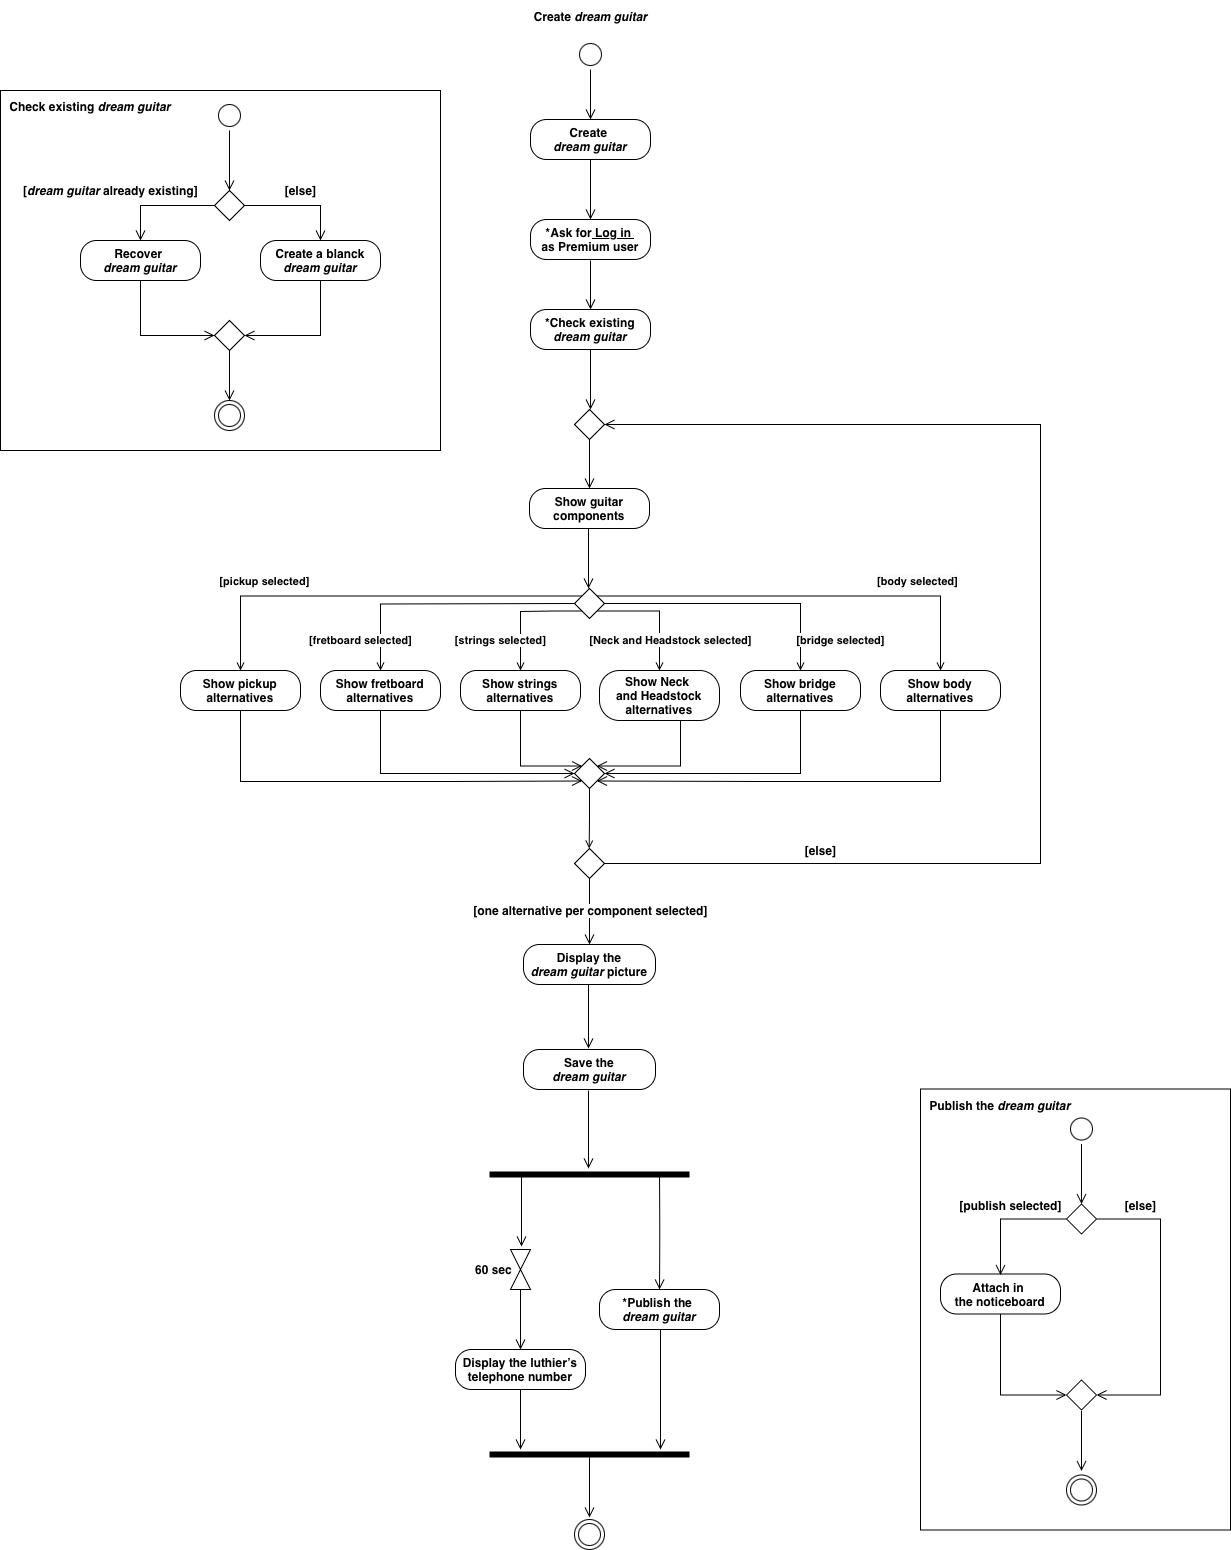 Create dream guitar
Check existing dream guitar
[dream guitar already existing]
[else]
Recover
dream guitar
Create a blanck
dream guitar
Create
dream guitar
*Ask for Log in
as Premium user
*Check existing
dream guitar
Show guitar
components
[pickup selected]
[body selected]
[fretboard selected]
[strings selected]
[Neck and Headstock selected]
[bridge selected]
Show pickup
alternatives
Show fretboard
alternatives
Show strings
alternatives
Show Neck
and Headstock
alternatives
Show bridge
alternatives
Show body
alternatives
[else]
[one alternative per component selected]
Display the
dream guitar picture
Save the
dream guitar
60 sec
*Publish the
dream guitar
Display the luthier's
telephone number
Publish the dream guitar
[publish selected]
[else]
Attach in
the noticeboard